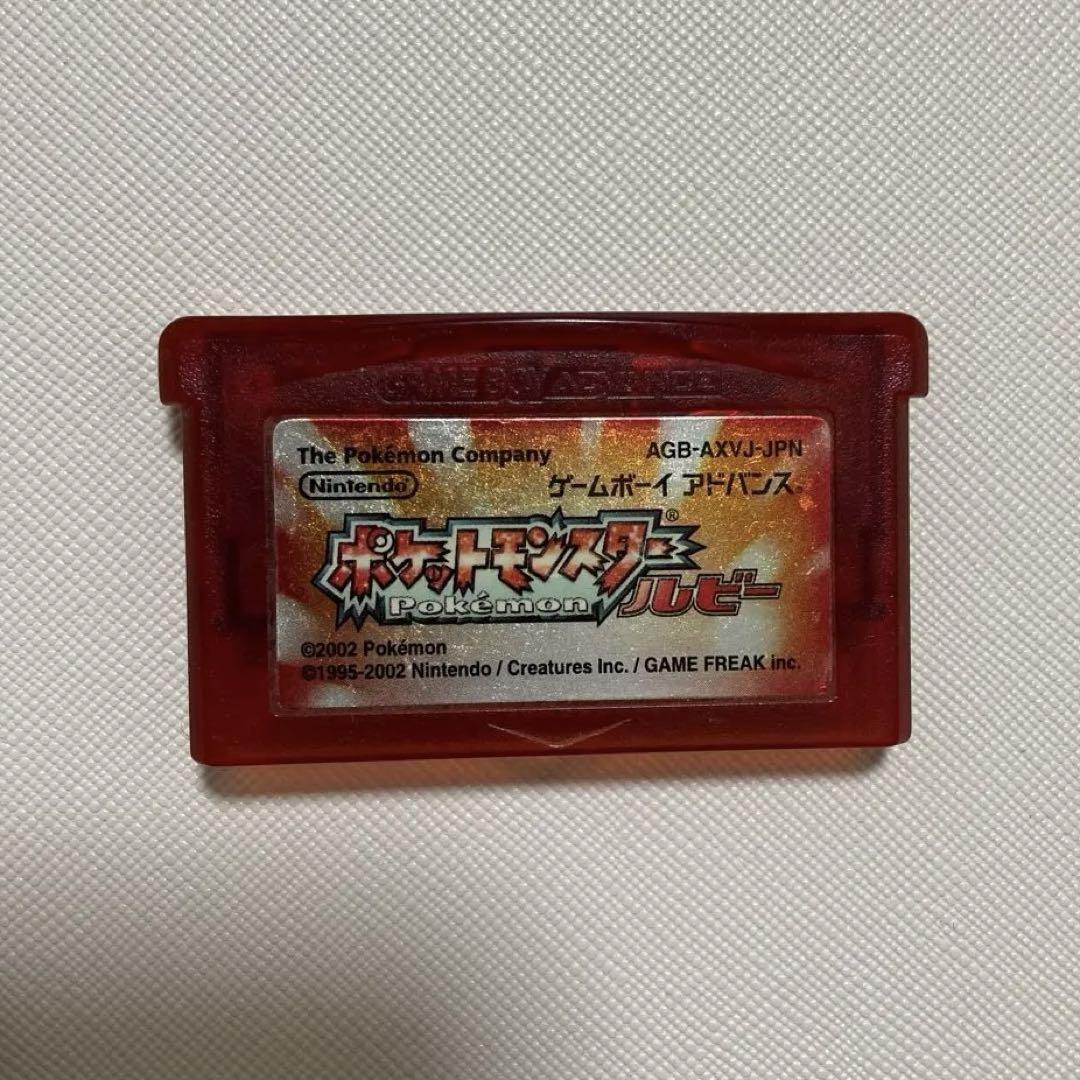 GAME BOY ADVANCE
The Pokémon Company AGB-AXVJ-JPN
Nintendo ゲームボーイ アドバンス®
ポケットモンスター®
Pokémon ルビー
©2002 Pokémon
©1995-2002 Nintendo / Creatures Inc. / GAME FREAK inc.